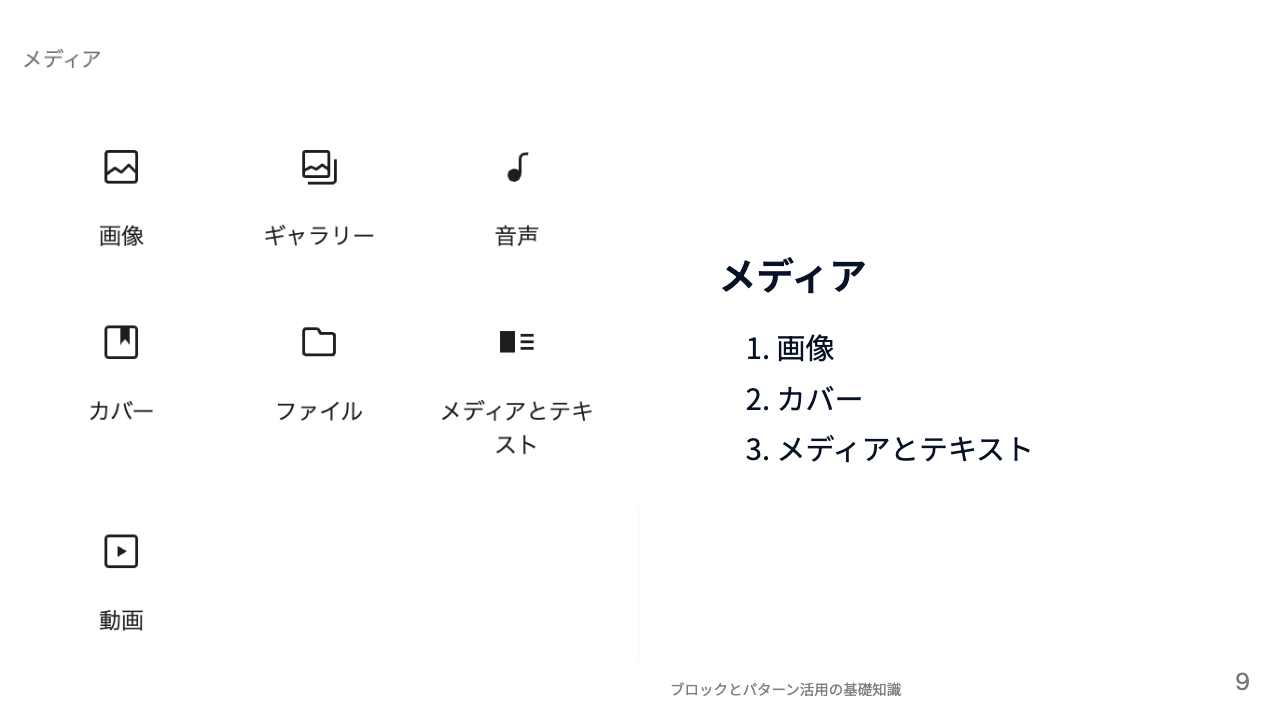 メディア
画像
ギャラリー
音声
カバー
ファイル
メディアとテキ
スト
動画
メディア
1. 画像
2. カバー
3. メディアとテキスト
ブロックとパターン活用の基礎知識
9